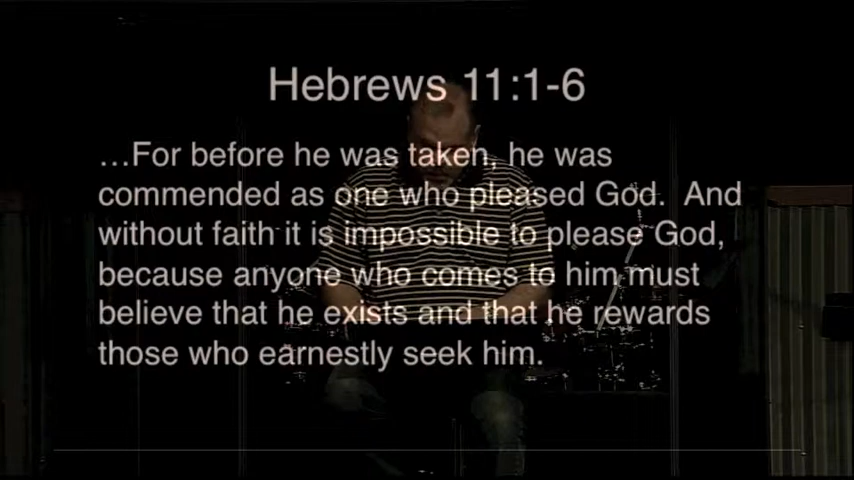 Hebrews 11:1-6
…For before he was taken, he was
commended as one who pleased God.  And
without faith it is impossible to please God,
because anyone who comes to him must
believe that he exists and that he rewards
those who earnestly seek him.